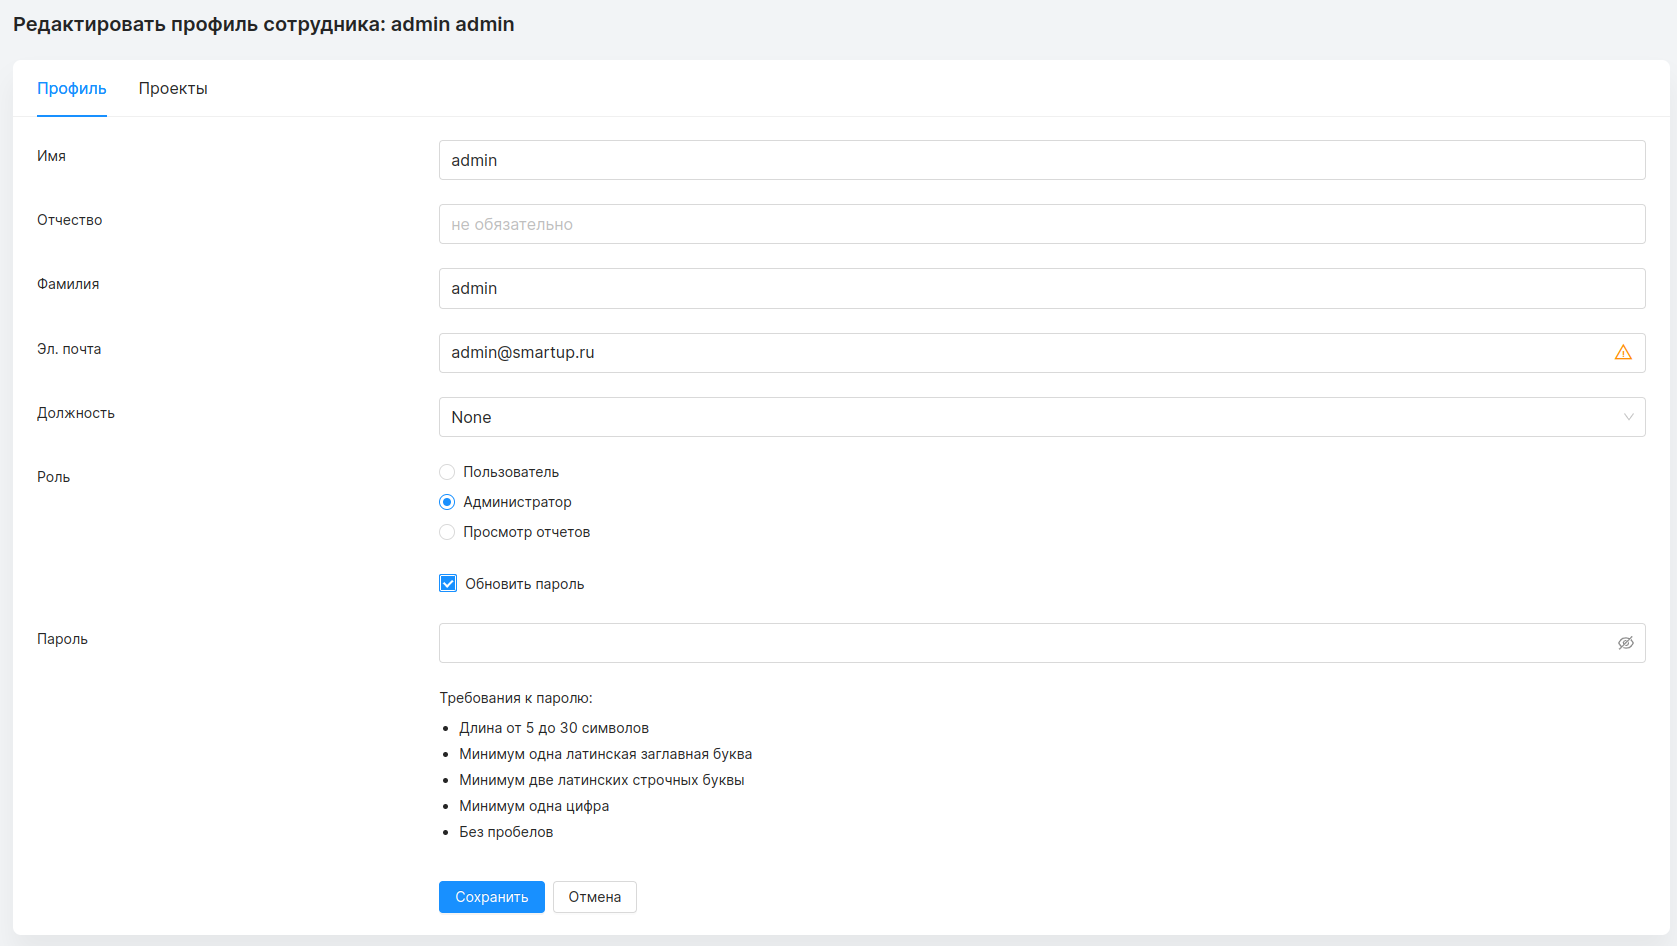 Редактировать профиль сотрудника: admin admin
Профиль Проекты
Имя admin
Отчество не обязательно
Фамилия admin
Эл. почта admin@smartup.ru
Должность None
Роль Пользователь
Администратор
Просмотр отчетов
Обновить пароль
Пароль
Требования к паролю:
• Длина от 5 до 30 символов
• Минимум одна латинская заглавная буква
• Минимум две латинских строчных буквы
• Минимум одна цифра
• Без пробелов
Сохранить Отмена